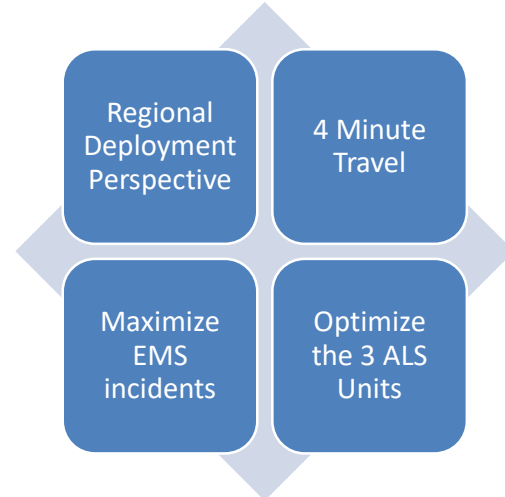 Regional
Deployment
Perspective
4 Minute
Travel
Maximize
EMS
incidents
Optimize
the 3 ALS
Units